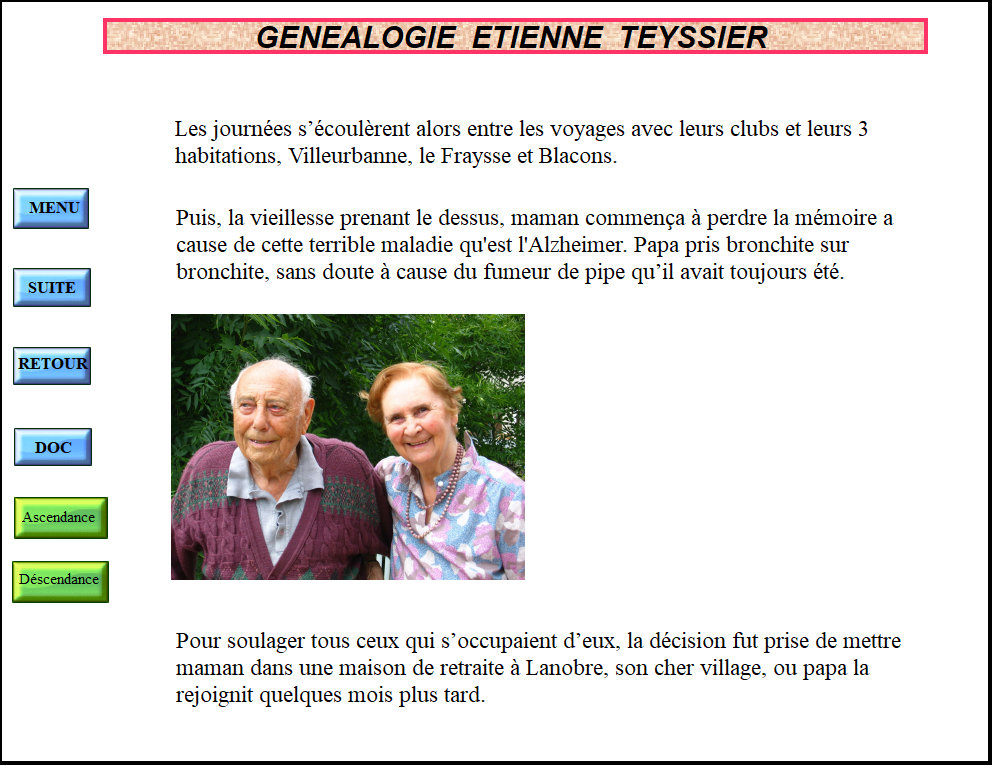 GENEALOGIE ETIENNE TEYSSIER
Les journées s’écoulèrent alors entre les voyages avec leurs clubs et leurs 3
habitations, Villeurbanne, le Fraysse et Blacons.
MENU
Puis, la vieillesse prenant le dessus, maman commença à perdre la mémoire a
cause de cette terrible maladie qu'est l'Alzheimer. Papa pris bronchite sur
bronchite, sans doute à cause du fumeur de pipe qu’il avait toujours été.
SUITE
RETOUR
DOC
Ascendance
Déscendance
Pour soulager tous ceux qui s’occupaient d’eux, la décision fut prise de mettre
maman dans une maison de retraite à Lanobre, son cher village, ou papa la
rejoignit quelques mois plus tard.